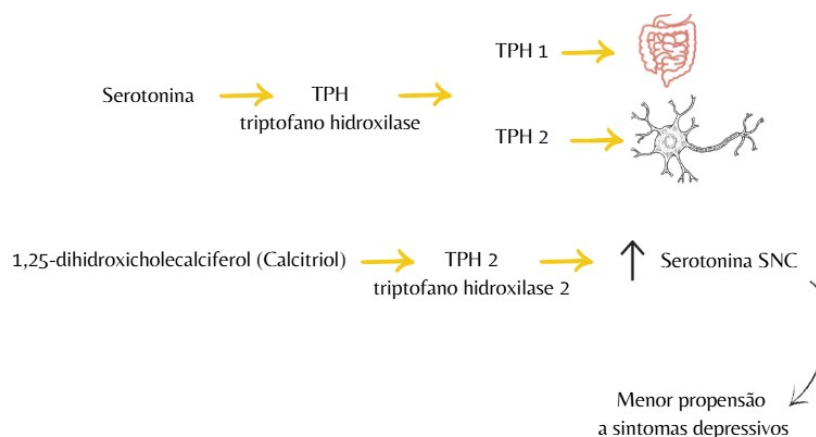 TPH 1
Serotonina
TPH
triptofano hidroxilase
TPH 2
1,25-dihidroxicholecalciferol (Calcitriol)
TPH 2
triptofano hidroxilase 2
Serotonina SNC
Menor propensão
a sintomas depressivos